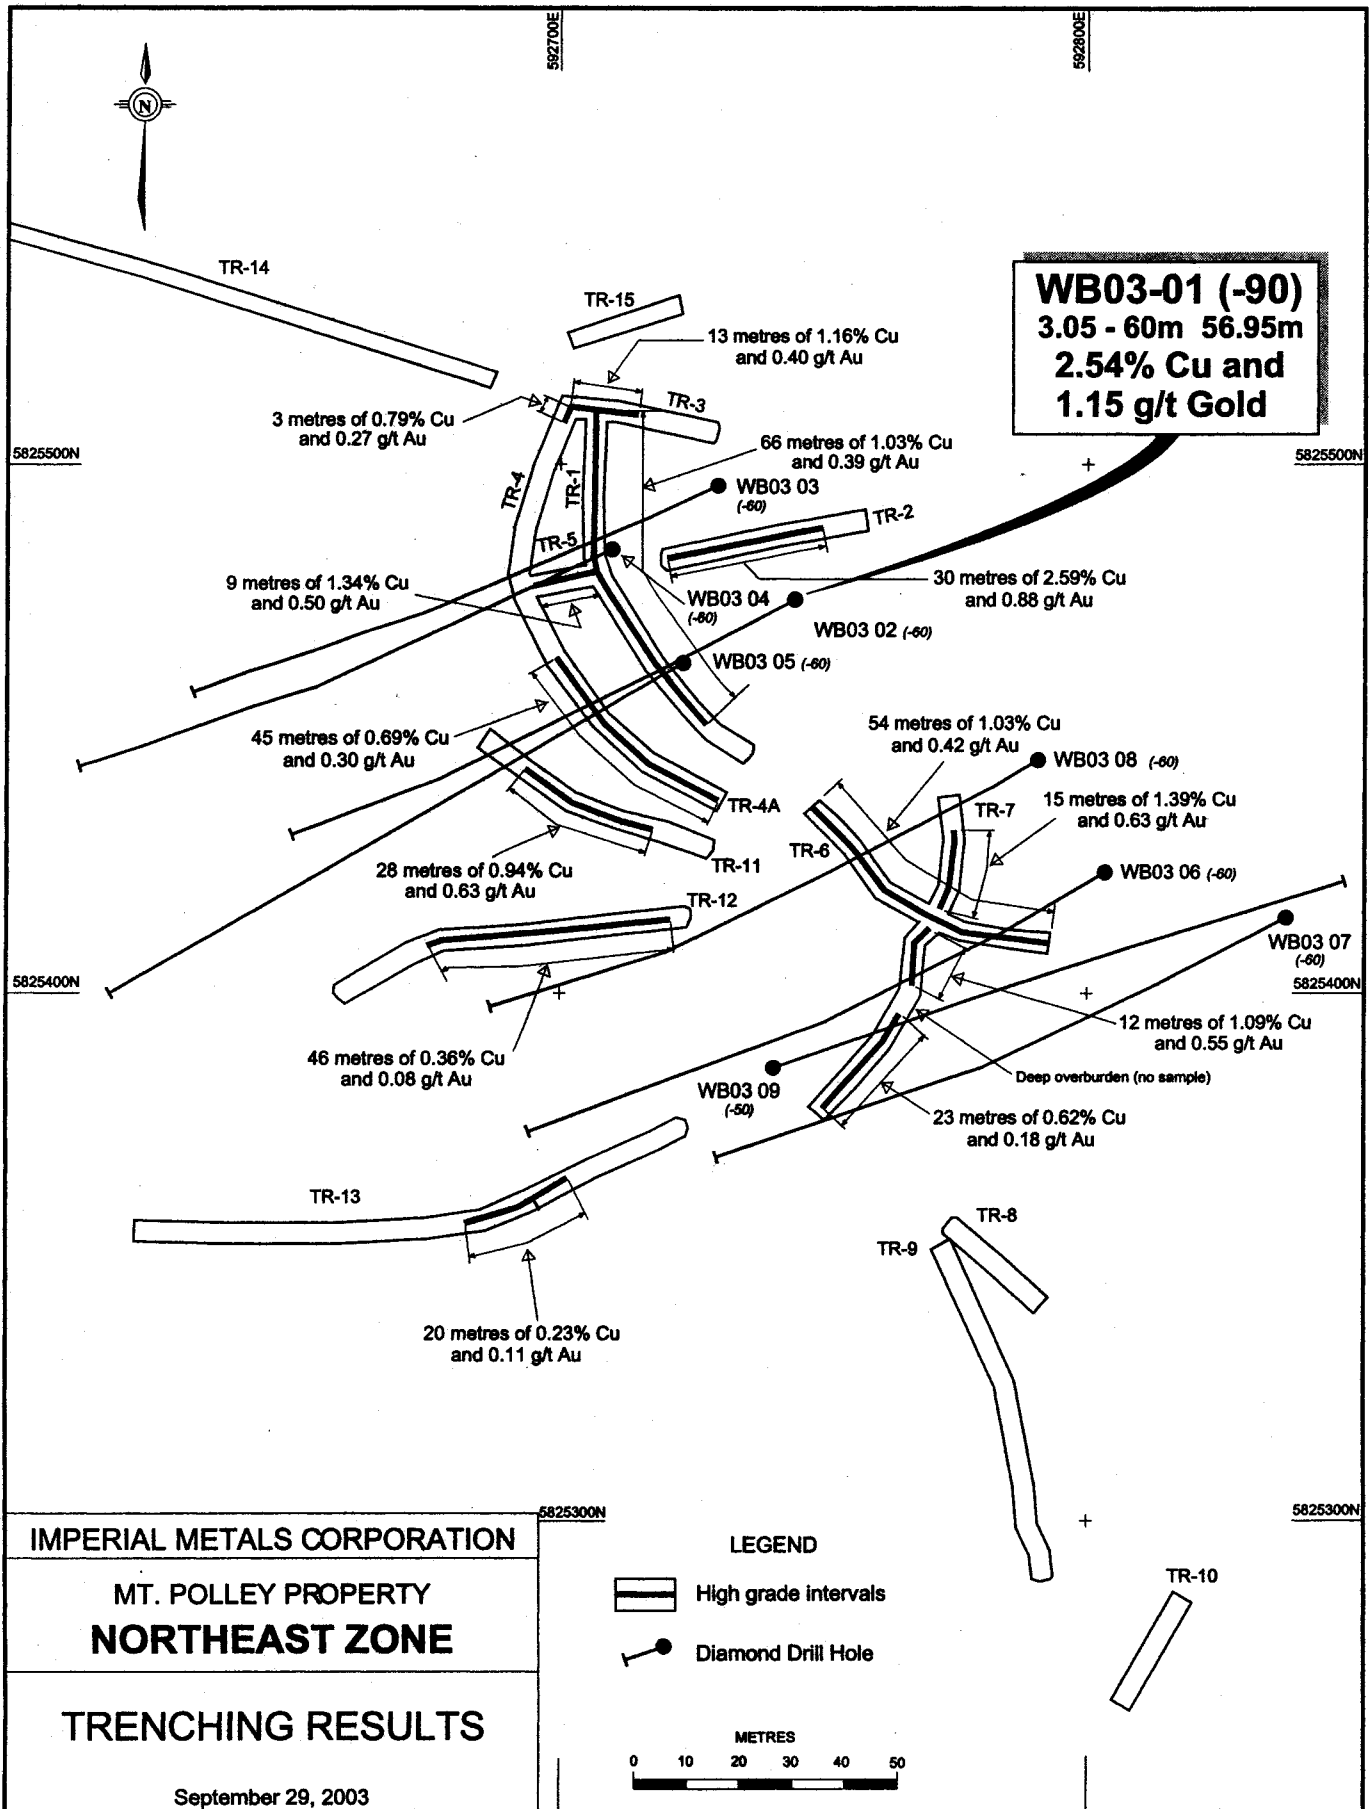 592700E
592800E
N
TR-14
TR-15
WB03-01 (-90)
3.05 - 60m 56.95m
2.54% Cu and
1.15 g/t Gold
13 metres of 1.16% Cu
and 0.40 g/t Au
TR-3
3 metres of 0.79% Cu
and 0.27 g/t Au
66 metres of 1.03% Cu
and 0.39 g/t Au
5825500N
5825500N
TR-4
TR-1
WB03 03
(-60)
TR-2
TR-5
9 metres of 1.34% Cu
and 0.50 g/t Au
WB03 04
(-60)
30 metres of 2.59% Cu
and 0.88 g/t Au
WB03 02 (-60)
WB03 05 (-60)
45 metres of 0.69% Cu
and 0.30 g/t Au
54 metres of 1.03% Cu
and 0.42 g/t Au
WB03 08 (-60)
TR-4A
TR-7
15 metres of 1.39% Cu
and 0.63 g/t Au
TR-6
TR-11
28 metres of 0.94% Cu
and 0.63 g/t Au
WB03 06 (-60)
TR-12
WB03 07
(-60)
5825400N
5825400N
12 metres of 1.09% Cu
and 0.55 g/t Au
46 metres of 0.36% Cu
and 0.08 g/t Au
Deep overburden (no sample)
WB03 09
(-50)
23 metres of 0.62% Cu
and 0.18 g/t Au
TR-13
TR-8
TR-9
20 metres of 0.23% Cu
and 0.11 g/t Au
5825300N
5825300N
IMPERIAL METALS CORPORATION
MT. POLLEY PROPERTY
NORTHEAST ZONE
TRENCHING RESULTS
September 29, 2003
LEGEND
High grade intervals
Diamond Drill Hole
TR-10
METRES
0 10 20 30 40 50